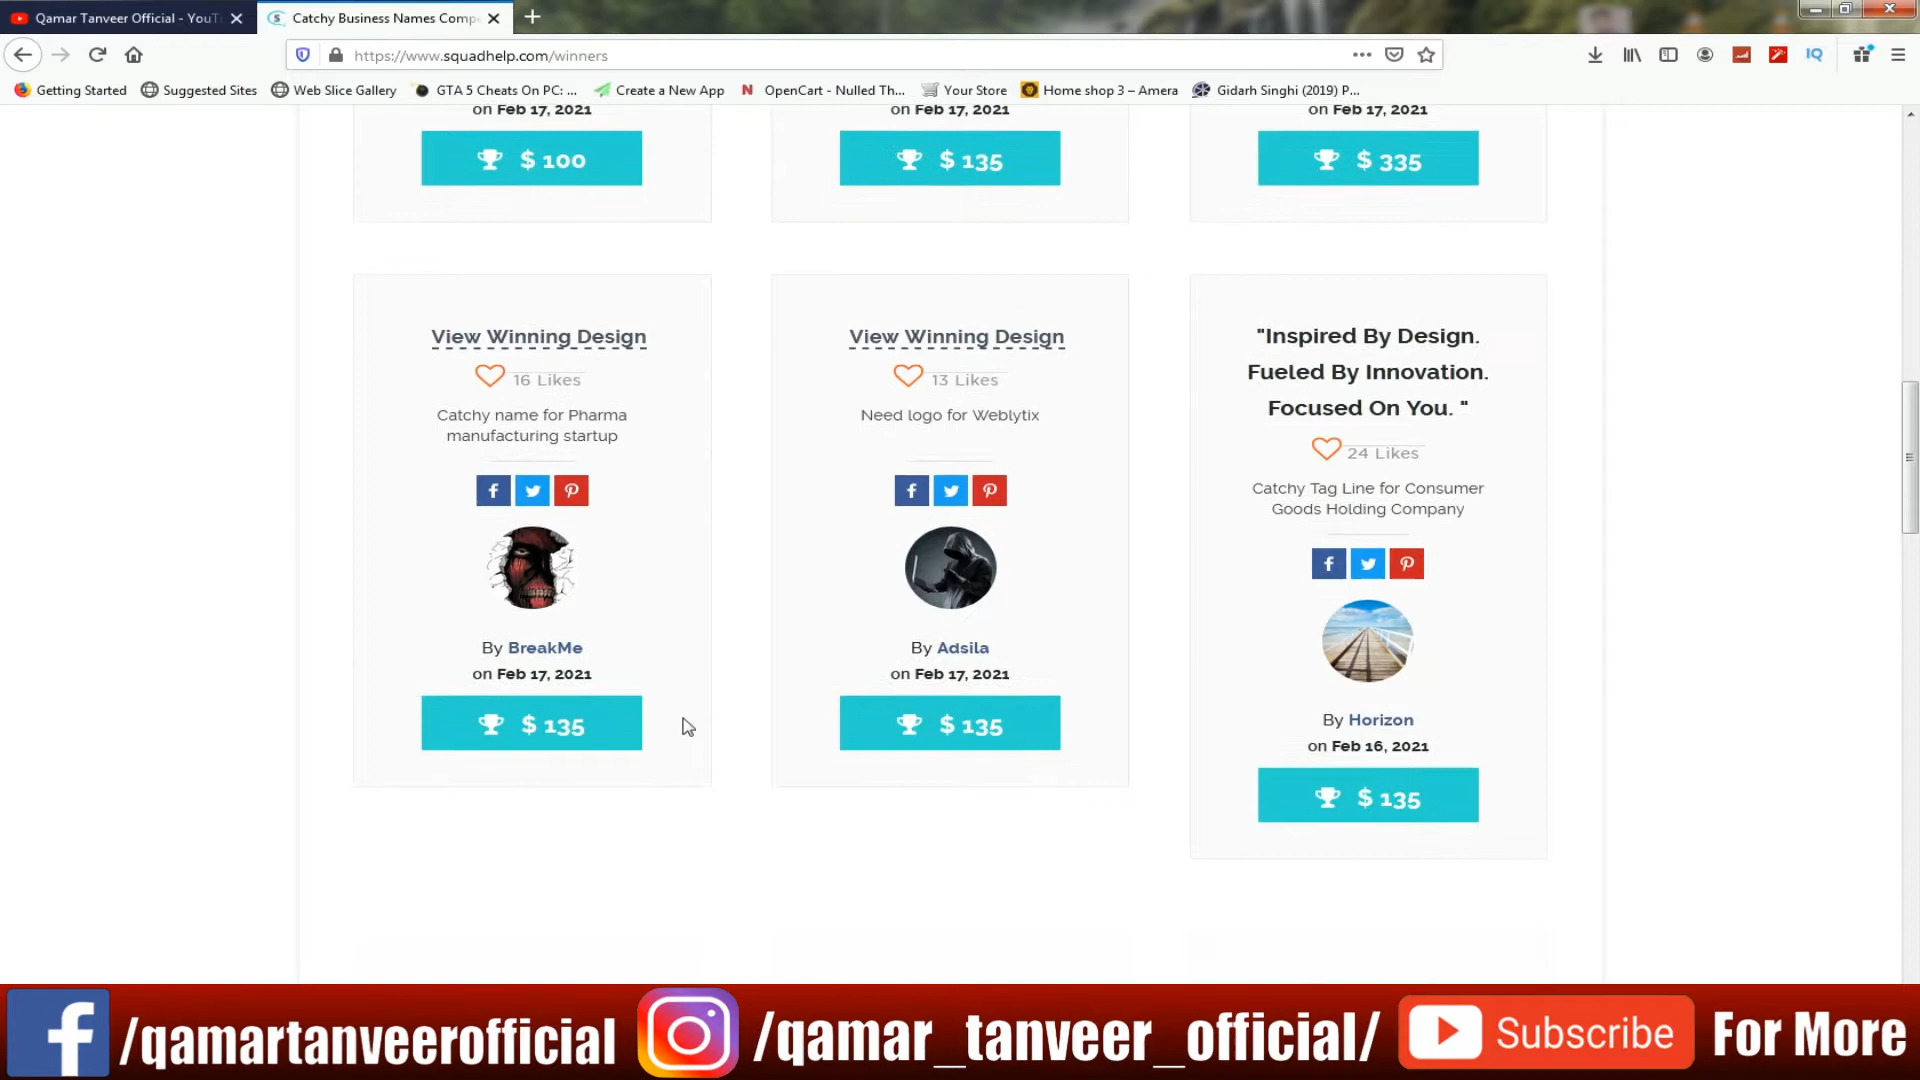 Qamar Tanveer Official - YouT
Catchy Business Names Compe
https://www.squadhelp.com/winners
IQ
Getting Started
Suggested Sites
Web Slice Gallery
GTA 5 Cheats On PC: ...
Create a New App
N OpenCart - Nulled Th...
Your Store
Home shop 3 – Amera
Gidarh Singhi (2019) P...
on Feb 17, 2021
$ 100
on Feb 17, 2021
$ 135
on Feb 17, 2021
$ 335
View Winning Design
16 Likes
Catchy name for Pharma
manufacturing startup
By BreakMe
on Feb 17, 2021
$ 135
View Winning Design
13 Likes
Need logo for Weblytix
By Adsila
on Feb 17, 2021
$ 135
"Inspired By Design.
Fueled By Innovation.
Focused On You. "
24 Likes
Catchy Tag Line for Consumer
Goods Holding Company
By Horizon
on Feb 16, 2021
$ 135
/qamartanveerofficial
/qamar_tanveer_official/
Subscribe
For More